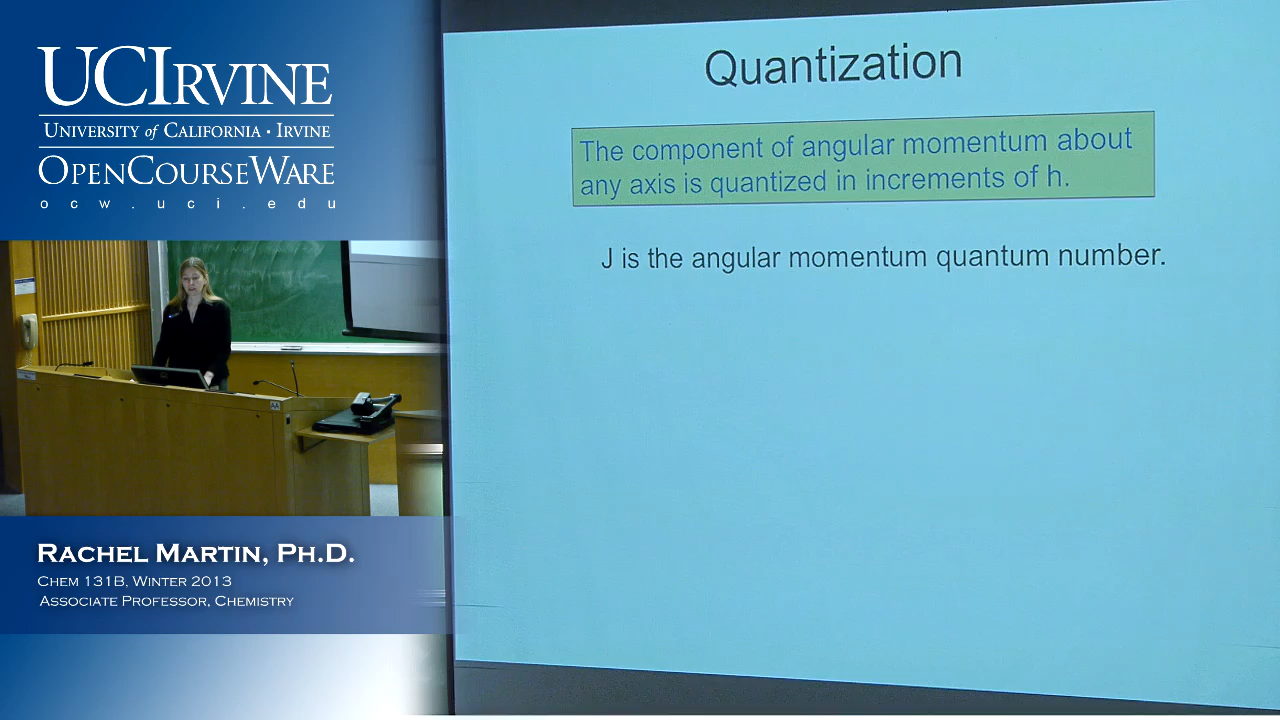 UCIRVINE
UNIVERSITY of CALIFORNIA · IRVINE
OPENCOURSEWARE
ocw.uci.edu
RACHEL MARTIN, PH.D.
CHEM 131B, WINTER 2013
ASSOCIATE PROFESSOR, CHEMISTRY
Quantization
The component of angular momentum about
any axis is quantized in increments of h.
J is the angular momentum quantum number.